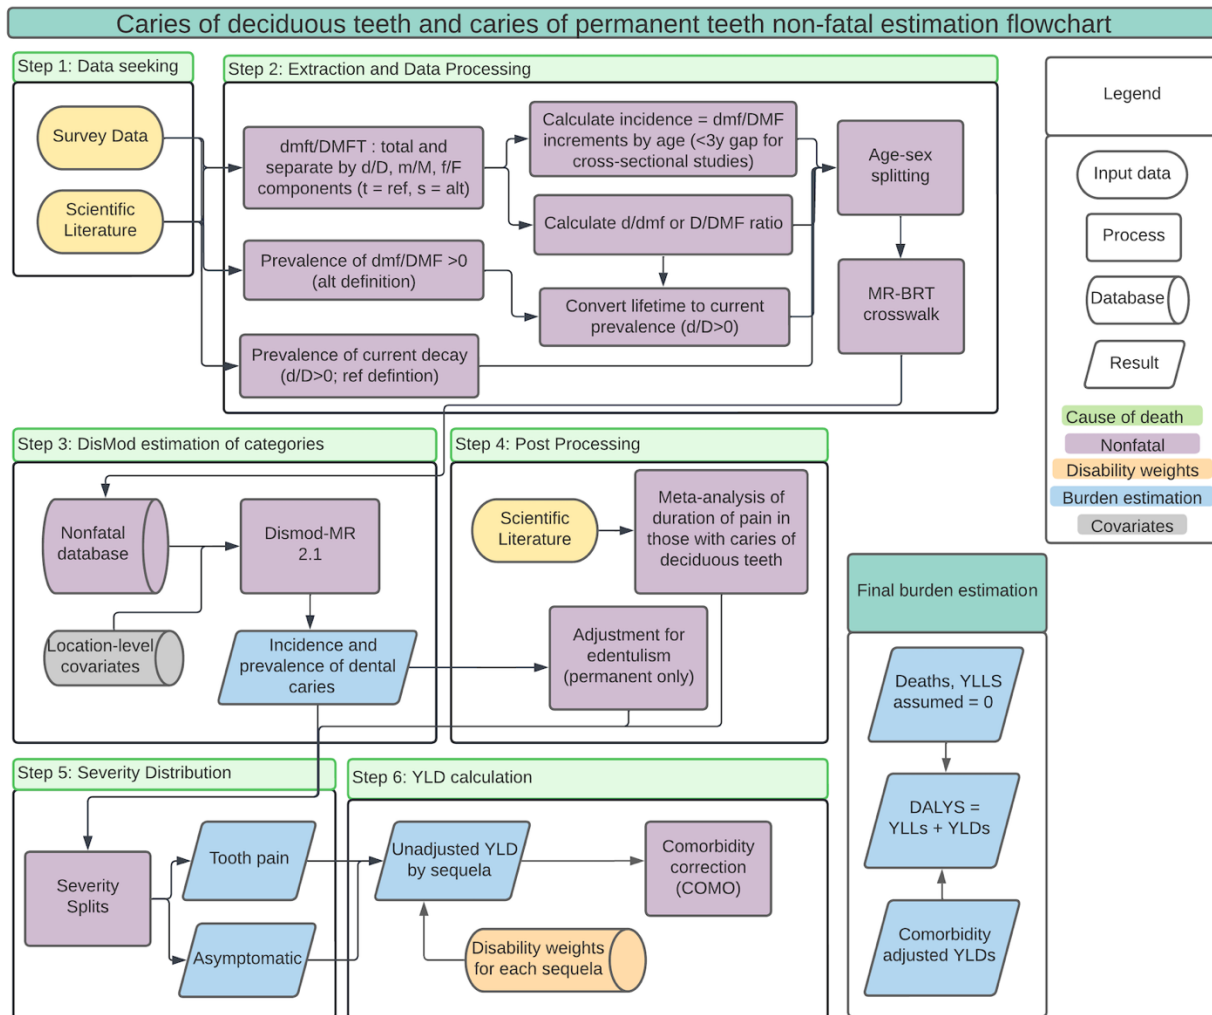 Caries of deciduous teeth and caries of permanent teeth non-fatal estimation flowchart
Step 1: Data seeking
Survey Data
Scientific
Literature
Step 2: Extraction and Data Processing
dmft/DMFT : total and
separate by d/D, m/M, f/F
components (t = ref, s = alt)
Prevalence of dmf/DMF >0
(alt definition)
Prevalence of current decay
(d/D>0; ref defintion)
Calculate incidence = dmf/DMF
increments by age (<3y gap for
cross-sectional studies)
Calculate d/dmf or D/DMF ratio
Convert lifetime to current
prevalence (d/D>0)
Age-sex
splitting
MR-BRT
crosswalk
Legend
Input data
Process
Database
Result
Cause of death
Nonfatal
Disability weights
Burden estimation
Covariates
Step 3: DisMod estimation of categories
Nonfatal
database
Location-level
covariates
Dismod-MR
2.1
Incidence and
prevalence of dental
caries
Step 4: Post Processing
Scientific
Literature
Meta-analysis of
duration of pain in
those with caries of
deciduous teeth
Adjustment for
edentulism
(permanent only)
Step 5: Severity Distribution
Severity
Splits
Tooth pain
Asymptomatic
Step 6: YLD calculation
Unadjusted YLD
by sequela
Disability weights
for each sequela
Comorbidity
correction
(COMO)
Final burden estimation
Deaths, YLLS
assumed = 0
DALYS =
YLLs + YLDs
Comorbidity
adjusted YLDs